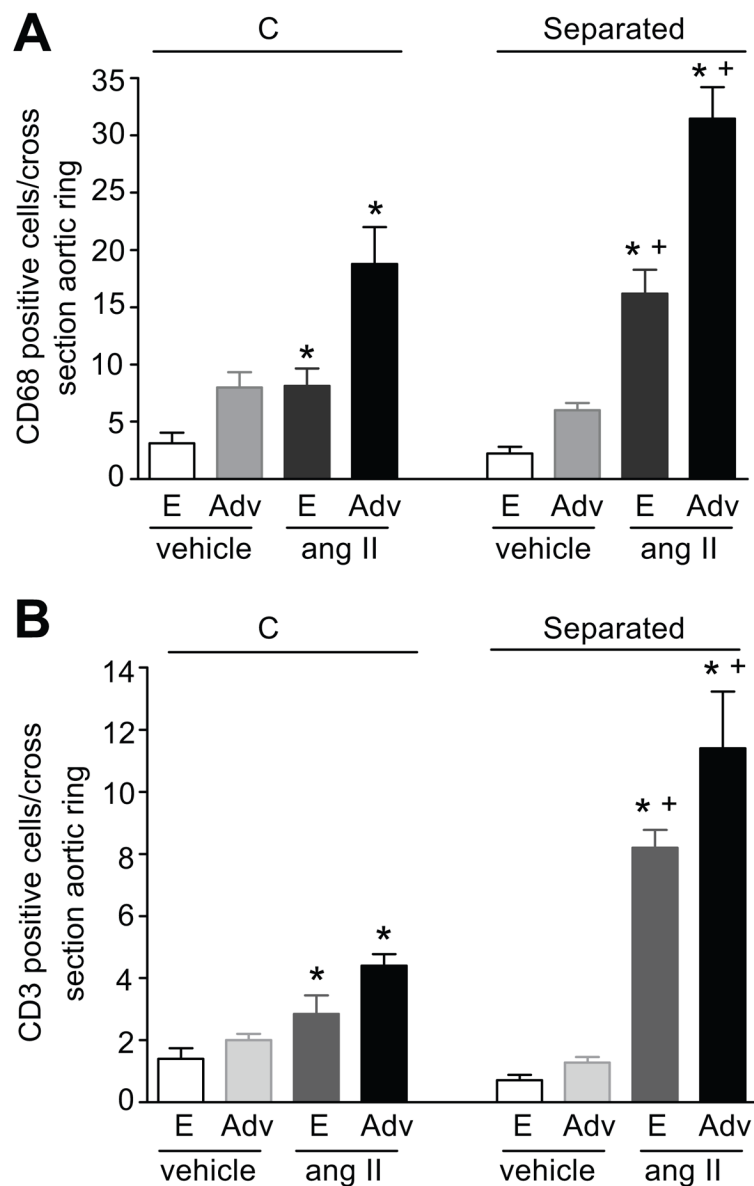 A
C Separated
CD68 positive cells/cross
section aortic ring
35
30
25
20
15
10
5
0
* * * + * +
E Adv E Adv E Adv E Adv
vehicle ang II vehicle ang II
B
C Separated
CD3 positive cells/cross
section aortic ring
14
12
10
8
6
4
2
0
* * * + * +
E Adv E Adv E Adv E Adv
vehicle ang II vehicle ang II